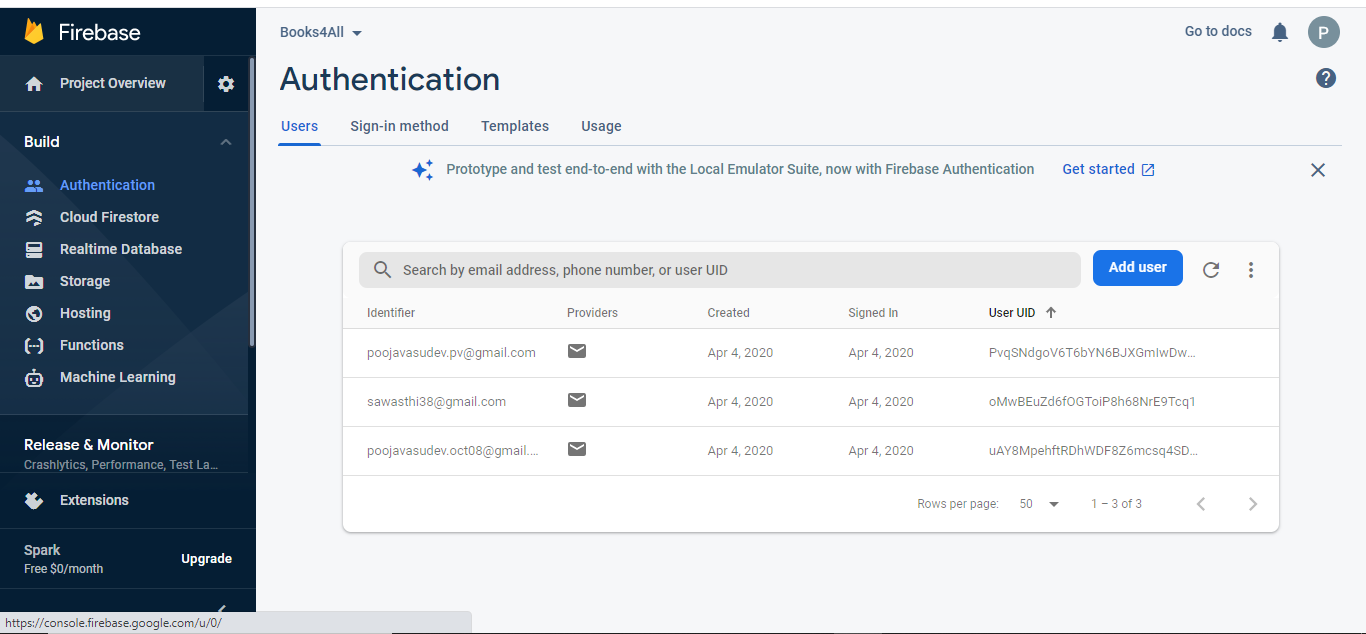 Firebase
Project Overview
Build
Authentication
Cloud Firestore
Realtime Database
Storage
Hosting
Functions
Machine Learning
Release & Monitor
Crashlytics, Performance, Test La...
Extensions
Spark
Free $0/month
Upgrade
https://console.firebase.google.com/u/0/
Books4All
Go to docs
P
Authentication
?
Users Sign-in method Templates Usage
Prototype and test end-to-end with the Local Emulator Suite, now with Firebase Authentication Get started
Search by email address, phone number, or user UID
Add user
Identifier Providers Created Signed In User UID
poojavasudev.pv@gmail.com Apr 4, 2020 Apr 4, 2020 PvqSNdgoV6T6bYN6BJXGmIwDw...
sawasthi38@gmail.com Apr 4, 2020 Apr 4, 2020 oMwBEuZd6fOGToiP8h68NrE9Tcq1
poojavasudev.oct08@gmail.... Apr 4, 2020 Apr 4, 2020 uAY8MpehftRDhWDF8Z6mcsq4SD...
Rows per page: 50 1 – 3 of 3